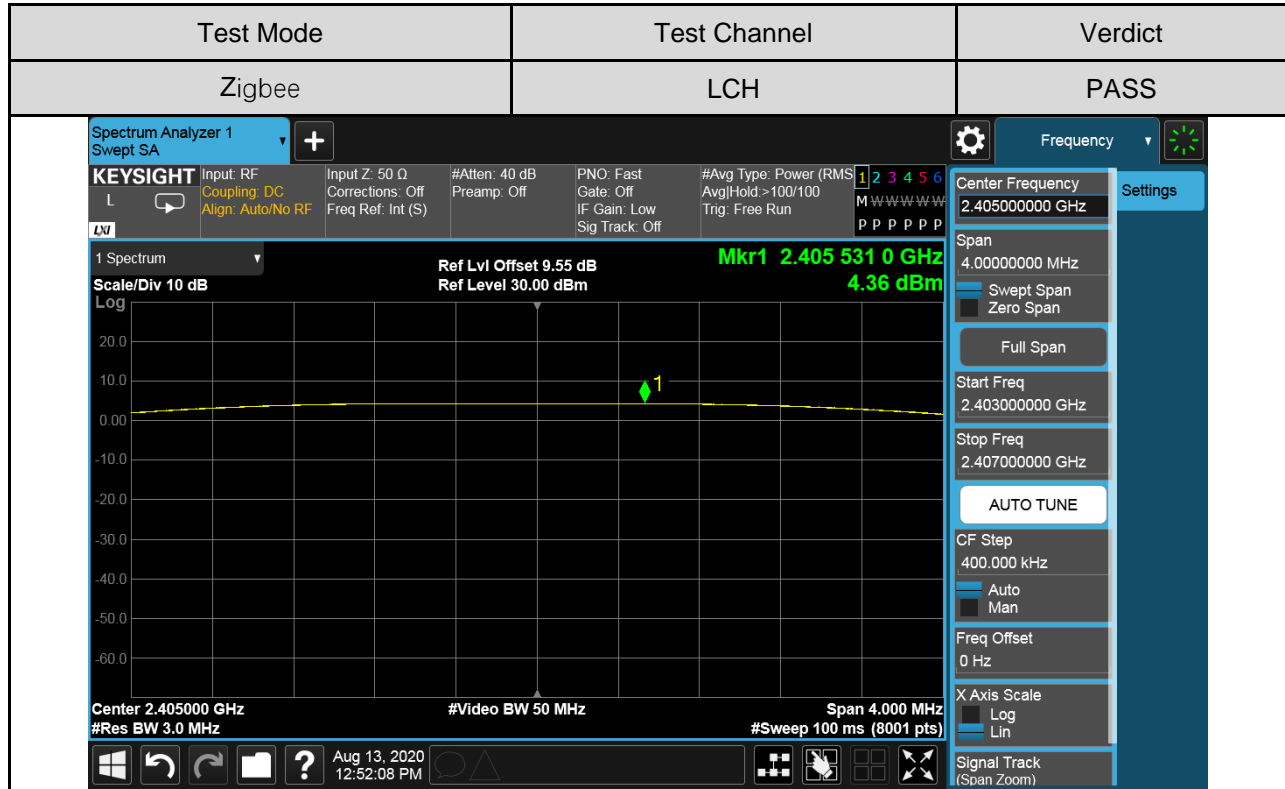 Test Mode Test Channel Verdict
Zigbee LCH PASS
Spectrum Analyzer 1
Swept SA
+
Frequency
KEYSIGHT
L
LXI
Input: RF
Coupling: DC
Align: Auto/No RF
Input Z: 50 Ω
Corrections: Off
Freq Ref: Int (S)
#Atten: 40 dB
Preamp: Off
PNO: Fast
Gate: Off
IF Gain: Low
Sig Track: Off
#Avg Type: Power (RMS
Avg|Hold:>100/100
Trig: Free Run
1 2 3 4 5 6
M W W W W W
P P P P P P
1 Spectrum
Scale/Div 10 dB
Ref Lvl Offset 9.55 dB
Ref Level 30.00 dBm
Mkr1 2.405 531 0 GHz
4.36 dBm
Log
20.0
10.0
0.00
-10.0
-20.0
-30.0
-40.0
-50.0
-60.0
1
Center 2.405000 GHz
#Res BW 3.0 MHz
#Video BW 50 MHz
Span 4.000 MHz
#Sweep 100 ms (8001 pts)
?
Aug 13, 2020
12:52:08 PM
Center Frequency
2.405000000 GHz
Settings
Span
4.00000000 MHz
Swept Span
Zero Span
Full Span
Start Freq
2.403000000 GHz
Stop Freq
2.407000000 GHz
AUTO TUNE
CF Step
400.000 kHz
Auto
Man
Freq Offset
0 Hz
X Axis Scale
Log
Lin
Signal Track
(Span Zoom)